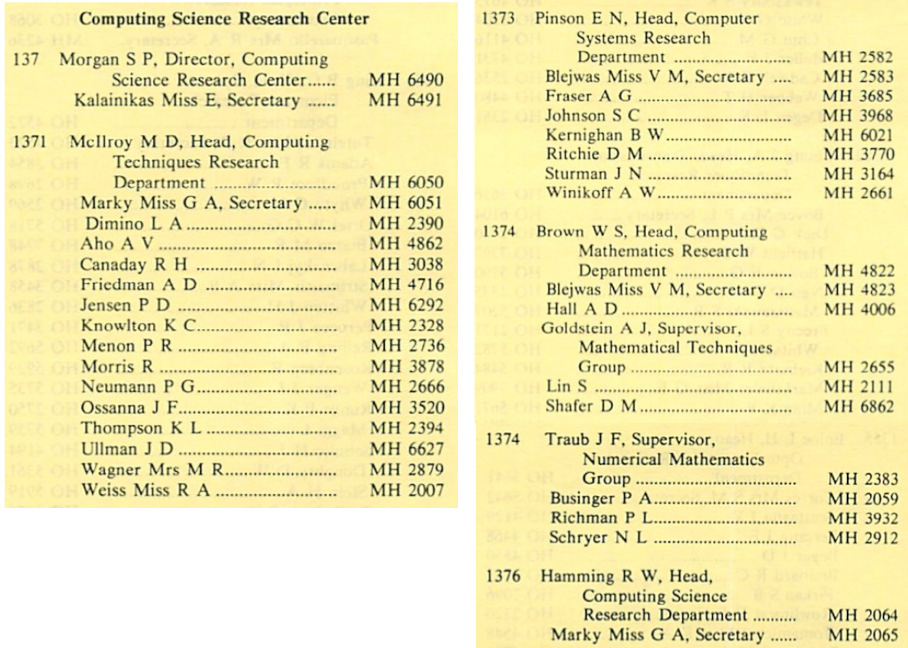 Computing Science Research Center
137 Morgan S P, Director, Computing
Science Research Center...... MH 6490
Kalainikas Miss E, Secretary ...... MH 6491
1371 McIlroy M D, Head, Computing
Techniques Research
Department .................... MH 6050
Marky Miss G A, Secretary ..... MH 6051
Dimino L A ......................... MH 2390
Aho A V ............................. MH 4862
Canaday R H ....................... MH 3038
Friedman A D ..................... MH 4716
Jensen P D .......................... MH 6292
Knowlton K C ..................... MH 2328
Menon P R .......................... MH 2736
Morris R ............................. MH 3878
Neumann P G ...................... MH 2666
Ossanna J F ......................... MH 3520
Thompson K L .................... MH 2394
Ullman J D ......................... MH 6627
Wagner Mrs M R ................. MH 2879
Weiss Miss R A ................... MH 2007
1373 Pinson E N, Head, Computer
Systems Research
Department .................... MH 2582
Blejwas Miss V M, Secretary .... MH 2583
Fraser A G .......................... MH 3685
Johnson S C ........................ MH 3968
Kernighan B W .................... MH 6021
Ritchie D M ........................ MH 3770
Sturman J N ........................ MH 3164
Winikoff A W ...................... MH 2661
1374 Brown W S, Head, Computing
Mathematics Research
Department .................... MH 4822
Blejwas Miss V M, Secretary .... MH 4823
Hall A D ............................. MH 4006
Goldstein A J, Supervisor,
Mathematical Techniques
Group ............................ MH 2655
Lin S .................................. MH 2111
Shafer D M ......................... MH 6862
1374 Traub J F, Supervisor,
Numerical Mathematics
Group ............................ MH 2383
Businger P A ....................... MH 2059
Richman P L ....................... MH 3932
Schryer N L ........................ MH 2912
1376 Hamming R W, Head,
Computing Science
Research Department .......... MH 2064
Marky Miss G A, Secretary ..... MH 2065